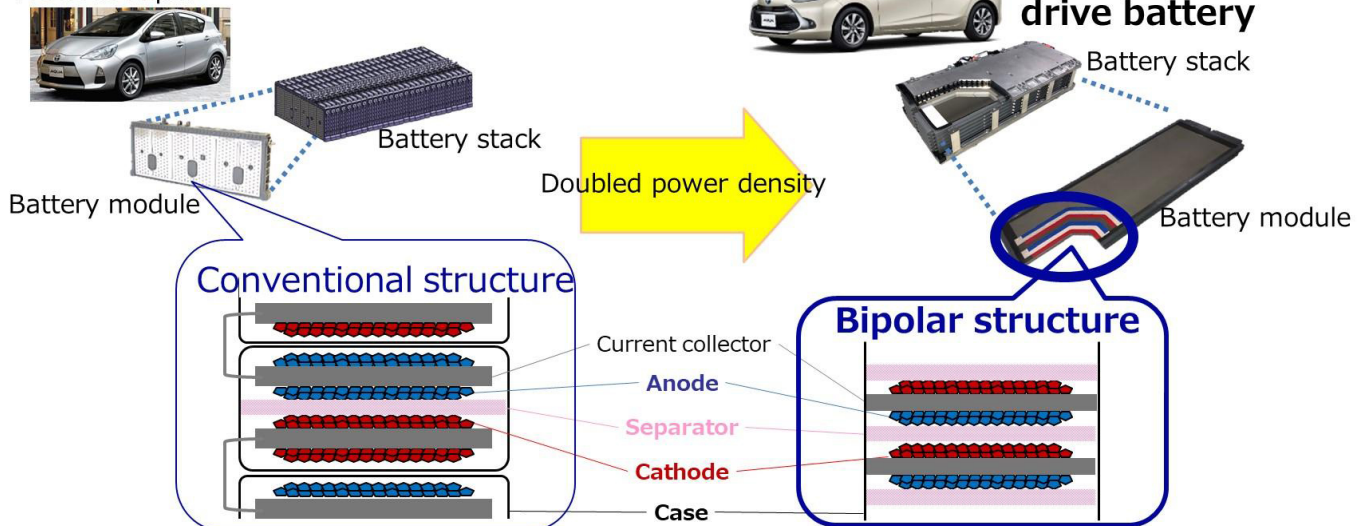 drive battery
Battery stack
Battery stack
Doubled power density
Battery module
Battery module
Conventional structure
Bipolar structure
Current collector
Anode
Separator
Cathode
Case